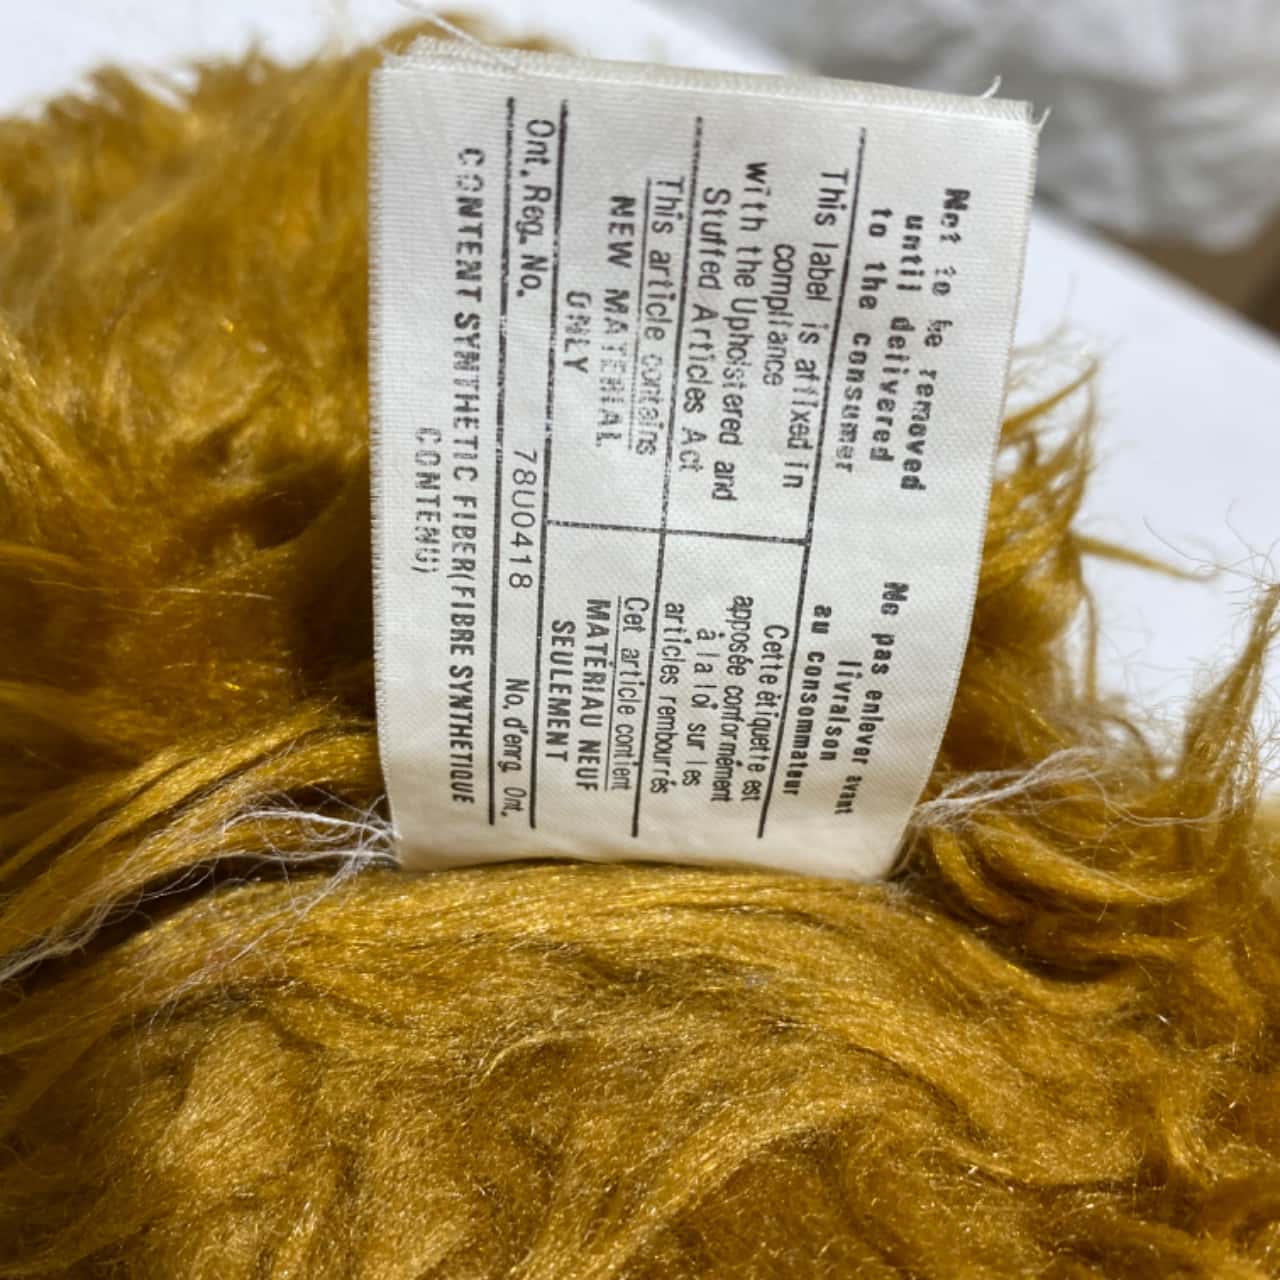 Not to be removed
until delivered
to the consumer
Ne pas enlever avant
livraison
au consommateur
This label is affixed in
compliance
with the Upholstered and
Stuffed Articles Act
Cette étiquette est
apposée conformément
à la loi sur les
articles rembourrés
This article contains
NEW MATERIAL
ONLY
Cet article contient
MATÉRIAU NEUF
SEULEMENT
Ont. Reg. No. 78U0418 No, d'enrg. Ont.
CONTENT SYNTHETIC FIBER(FIBRE SYNTHETIQUE
CONTENU)